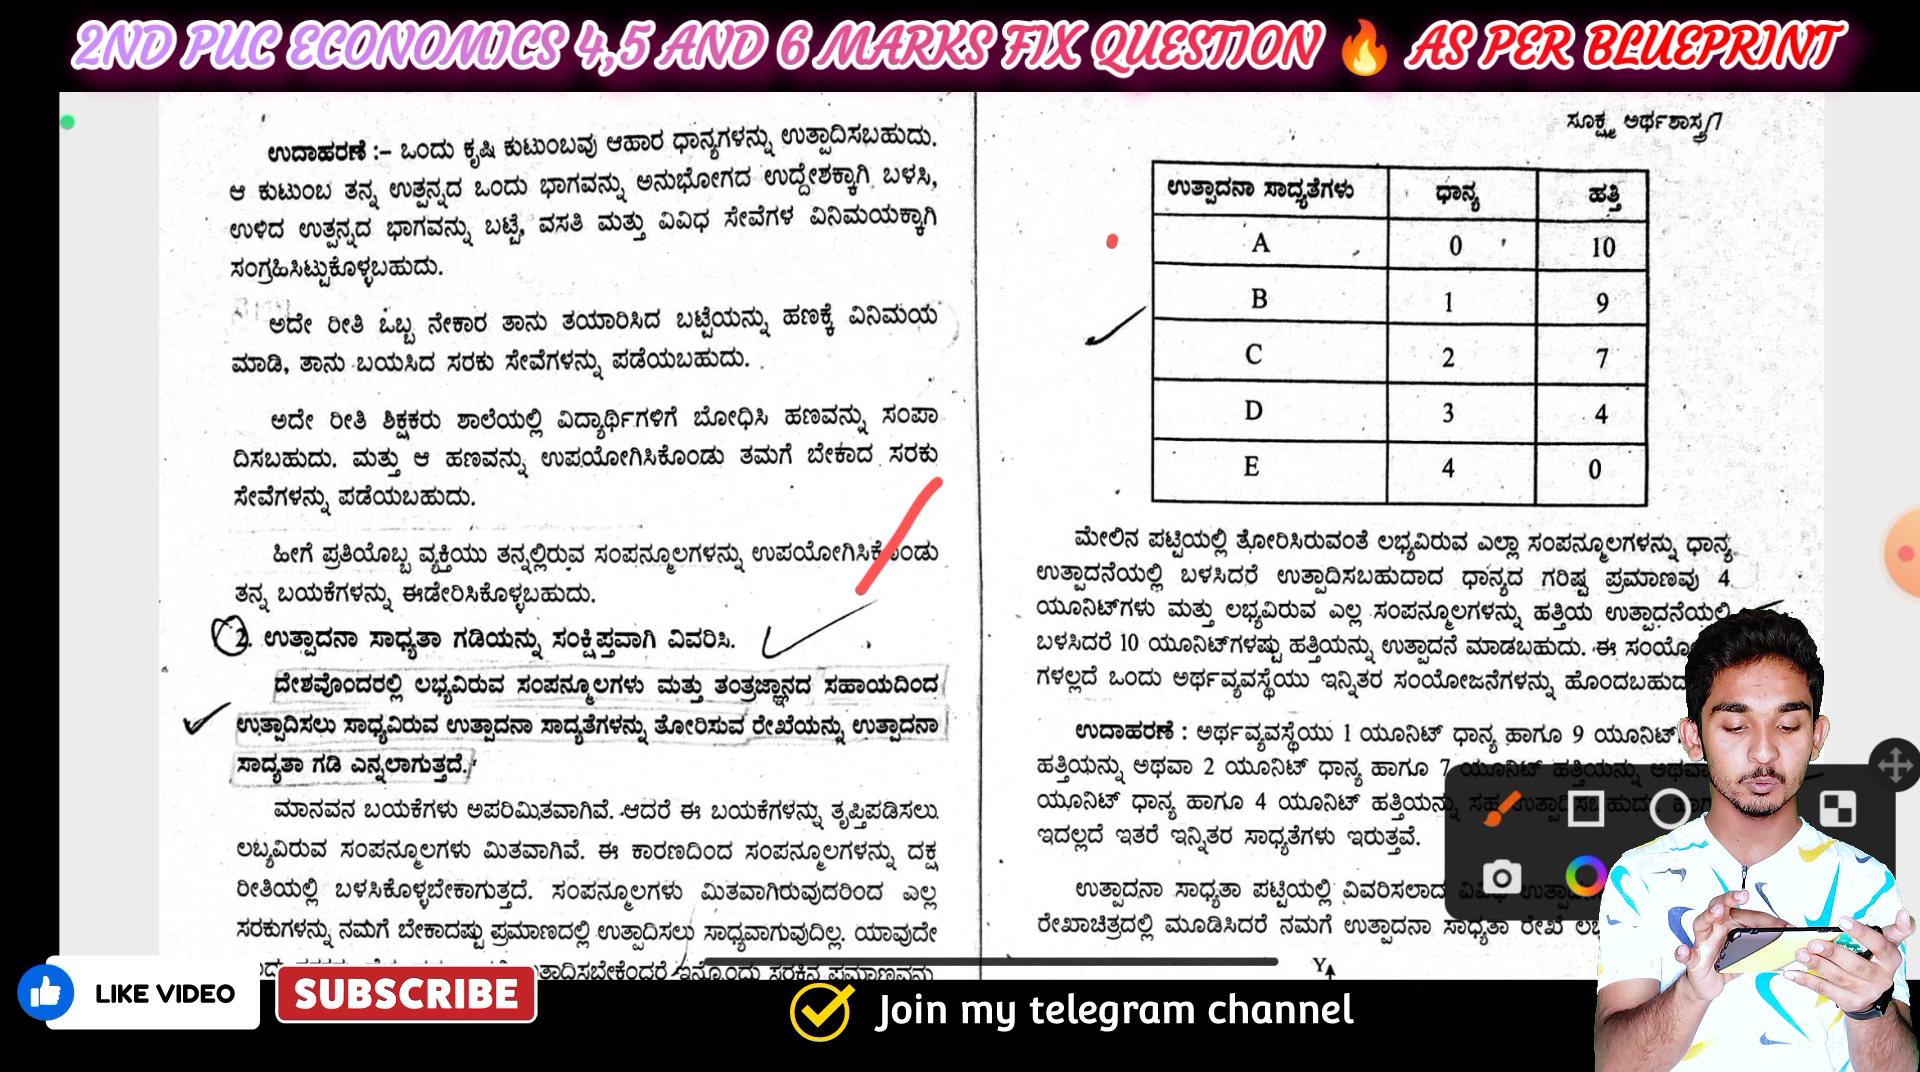 2ND PUC ECONOMICS 4,5 AND 6 MARKS FIX QUESTION 🔥 AS PER BLUEPRINT
ಉದಾಹರಣೆ :– ಒಂದು ಕೃಷಿ ಕುಟುಂಬವು ಆಹಾರ ಧಾನ್ಯಗಳನ್ನು ಉತ್ಪಾದಿಸಬಹುದು.
ಆ ಕುಟುಂಬ ತನ್ನ ಉತ್ಪನ್ನದ ಒಂದು ಭಾಗವನ್ನು ಅನುಭೋಗದ ಉದ್ದೇಶಕ್ಕಾಗಿ ಬಳಸಿ,
ಉಳಿದ ಉತ್ಪನ್ನದ ಭಾಗವನ್ನು ಬಟ್ಟೆ, ವಸತಿ ಮತ್ತು ವಿವಿಧ ಸೇವೆಗಳ ವಿನಿಮಯಕ್ಕಾಗಿ
ಸಂಗ್ರಹಿಸಿಟ್ಟುಕೊಳ್ಳಬಹುದು.
ಅದೇ ರೀತಿ ಒಬ್ಬ ನೇಕಾರ ತಾನು ತಯಾರಿಸಿದ ಬಟ್ಟೆಯನ್ನು ಹಣಕ್ಕೆ ವಿನಿಮಯ
ಮಾಡಿ, ತಾನು ಬಯಸಿದ ಸರಕು ಸೇವೆಗಳನ್ನು ಪಡೆಯಬಹುದು.
ಅದೇ ರೀತಿ ಶಿಕ್ಷಕರು ಶಾಲೆಯಲ್ಲಿ ವಿದ್ಯಾರ್ಥಿಗಳಿಗೆ ಬೋಧಿಸಿ ಹಣವನ್ನು ಸಂಪಾ
ದಿಸಬಹುದು. ಮತ್ತು ಆ ಹಣವನ್ನು ಉಪಯೋಗಿಸಿಕೊಂಡು ತಮಗೆ ಬೇಕಾದ ಸರಕು
ಸೇವೆಗಳನ್ನು ಪಡೆಯಬಹುದು.
ಹೀಗೆ ಪ್ರತಿಯೊಬ್ಬ ವ್ಯಕ್ತಿಯು ತನ್ನಲ್ಲಿರುವ ಸಂಪನ್ಮೂಲಗಳನ್ನು ಉಪಯೋಗಿಸಿಕೊಂಡು
ತನ್ನ ಬಯಕೆಗಳನ್ನು ಈಡೇರಿಸಿಕೊಳ್ಳಬಹುದು.
2. ಉತ್ಪಾದನಾ ಸಾಧ್ಯತಾ ಗಡಿಯನ್ನು ಸಂಕ್ಷಿಪ್ತವಾಗಿ ವಿವರಿಸಿ.
ದೇಶವೊಂದರಲ್ಲಿ ಲಭ್ಯವಿರುವ ಸಂಪನ್ಮೂಲಗಳು ಮತ್ತು ತಂತ್ರಜ್ಞಾನದ ಸಹಾಯದಿಂದ
ಉತ್ಪಾದಿಸಲು ಸಾಧ್ಯವಿರುವ ಉತ್ಪಾದನಾ ಸಾದ್ಯತೆಗಳನ್ನು ತೋರಿಸುವ ರೇಖೆಯನ್ನು ಉತ್ಪಾದನಾ
ಸಾದ್ಯತಾ ಗಡಿ ಎನ್ನಲಾಗುತ್ತದೆ.
ಮಾನವನ ಬಯಕೆಗಳು ಅಪರಿಮಿತವಾಗಿವೆ. ಆದರೆ ಈ ಬಯಕೆಗಳನ್ನು ತೃಪ್ತಿಪಡಿಸಲು
ಲಬ್ಯವಿರುವ ಸಂಪನ್ಮೂಲಗಳು ಮಿತವಾಗಿವೆ. ಈ ಕಾರಣದಿಂದ ಸಂಪನ್ಮೂಲಗಳನ್ನು ದಕ್ಷ
ರೀತಿಯಲ್ಲಿ ಬಳಸಿಕೊಳ್ಳಬೇಕಾಗುತ್ತದೆ. ಸಂಪನ್ಮೂಲಗಳು ಮಿತವಾಗಿರುವುದರಿಂದ ಎಲ್ಲ
ಸರಕುಗಳನ್ನು ನಮಗೆ ಬೇಕಾದಷ್ಟು ಪ್ರಮಾಣದಲ್ಲಿ ಉತ್ಪಾದಿಸಲು ಸಾಧ್ಯವಾಗುವುದಿಲ್ಲ. ಯಾವುದೇ
ಸೂಕ್ಷ್ಮ ಅರ್ಥಶಾಸ್ತ್ರ/7
ಉತ್ಪಾದನಾ ಸಾದ್ಯತೆಗಳು ಧಾನ್ಯ ಹತ್ತಿ
A 0 10
B 1 9
C 2 7
D 3 4
E 4 0
ಮೇಲಿನ ಪಟ್ಟಿಯಲ್ಲಿ ತೋರಿಸಿರುವಂತೆ ಲಭ್ಯವಿರುವ ಎಲ್ಲಾ ಸಂಪನ್ಮೂಲಗಳನ್ನು ಧಾನ್ಯ
ಉತ್ಪಾದನೆಯಲ್ಲಿ ಬಳಸಿದರೆ ಉತ್ಪಾದಿಸಬಹುದಾದ ಧಾನ್ಯದ ಗರಿಷ್ಟ ಪ್ರಮಾಣವು 4
ಯೂನಿಟ್‌ಗಳು ಮತ್ತು ಲಭ್ಯವಿರುವ ಎಲ್ಲ ಸಂಪನ್ಮೂಲಗಳನ್ನು ಹತ್ತಿಯ ಉತ್ಪಾದನೆಯಲ್ಲಿ
ಬಳಸಿದರೆ 10 ಯೂನಿಟ್‌ಗಳಷ್ಟು ಹತ್ತಿಯನ್ನು ಉತ್ಪಾದನೆ ಮಾಡಬಹುದು. ಈ
ಗಳಲ್ಲದೆ ಒಂದು ಅರ್ಥವ್ಯವಸ್ಥೆಯು ಇನ್ನಿತರ ಸಂಯೋಜನೆಗಳನ್ನು
ಉದಾಹರಣೆ : ಅರ್ಥವ್ಯವಸ್ಥೆಯು 1 ಯೂನಿಟ್ ಧಾನ್ಯ ಹಾಗೂ 9 ಯೂನಿಟ್
ಹತ್ತಿಯನ್ನು ಅಥವಾ 2 ಯೂನಿಟ್ ಧಾನ್ಯ ಹಾಗೂ 7 ಯೂನಿಟ್ ಹತ್ತಿಯನ್ನು ಅಥವಾ
ಯೂನಿಟ್ ಧಾನ್ಯ ಹಾಗೂ 4 ಯೂನಿಟ್ ಹತ್ತಿಯನ್ನು ಸಹ
ಇದಲ್ಲದೆ ಇತರೆ ಇನ್ನಿತರ ಸಾಧ್ಯತೆಗಳು ಇರುತ್ತವೆ.
ಉತ್ಪಾದನಾ ಸಾಧ್ಯತಾ ಪಟ್ಟಿಯಲ್ಲಿ ವಿವರಿಸಲಾದ ವಿವಿಧ
ರೇಖಾಚಿತ್ರದಲ್ಲಿ ಮೂಡಿಸಿದರೆ ನಮಗೆ ಉತ್ಪಾದನಾ ಸಾಧ್ಯತಾ ರೇಖೆ
Y
LIKE VIDEO
SUBSCRIBE
Join my telegram channel